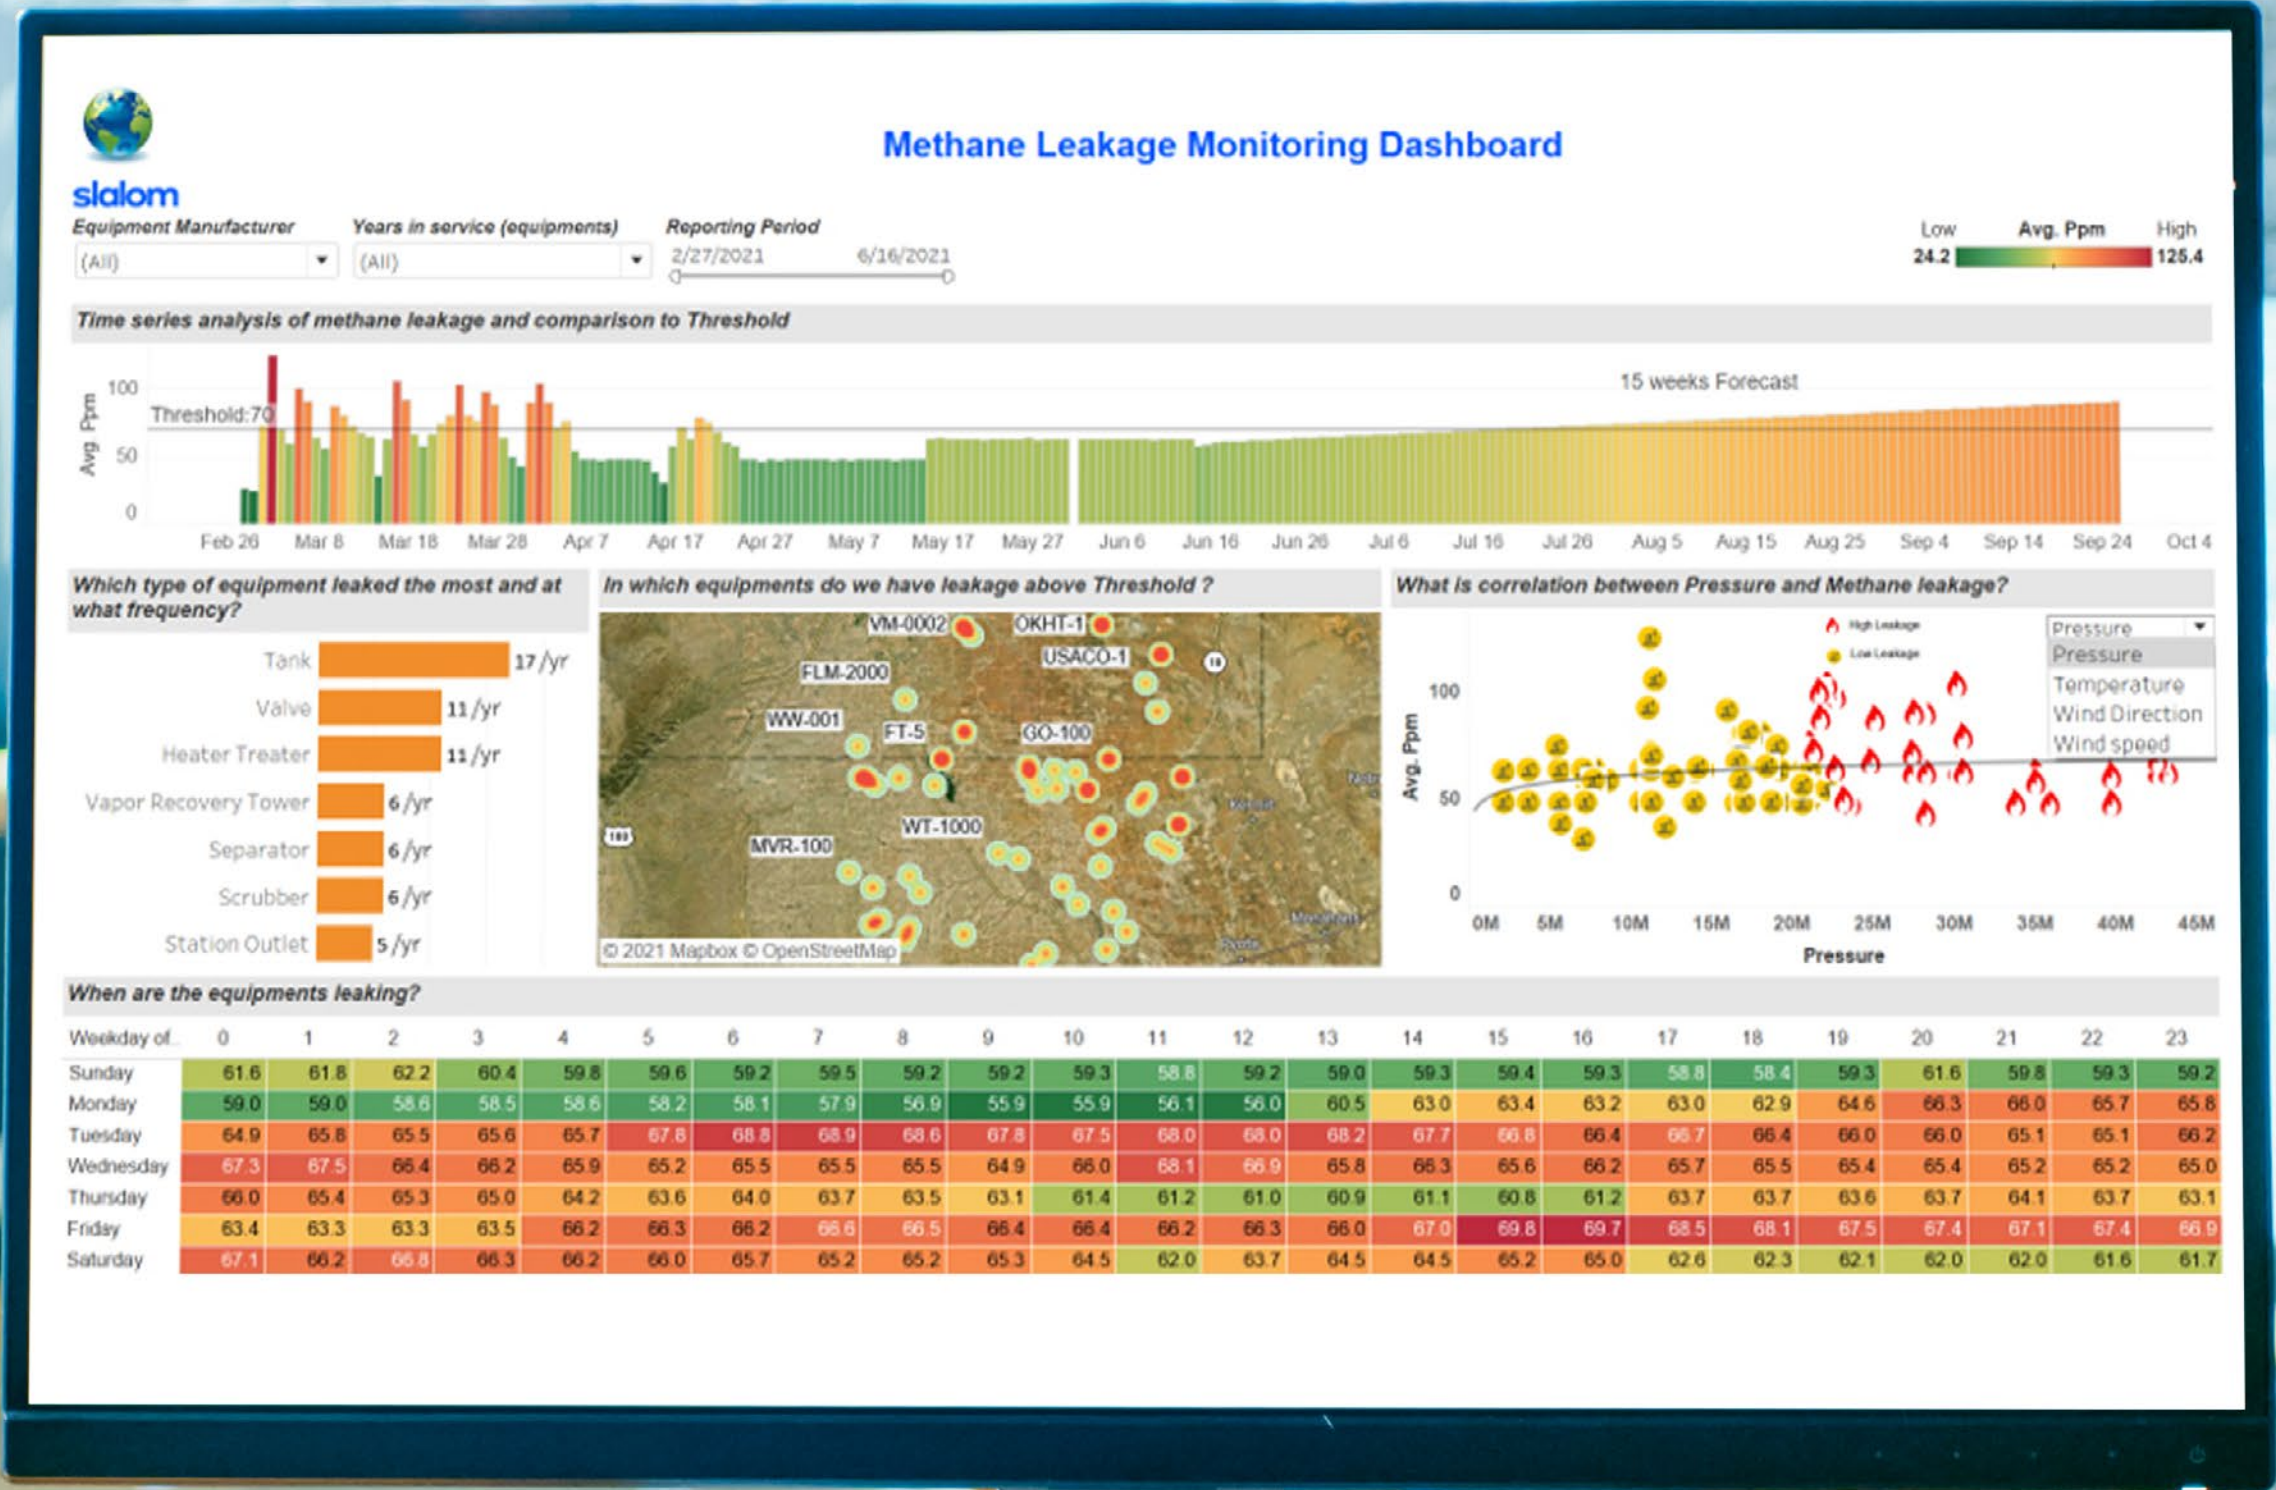 Methane Leakage Monitoring Dashboard
slalom
Equipment Manufacturer
(All)
Years in service (equipments)
(All)
Reporting Period
2/27/2021 6/16/2021
Low Avg. Ppm High
24.2 125.4
Time series analysis of methane leakage and comparison to Threshold
Avg. Ppm
100
50
0
Threshold:70
15 weeks Forecast
Feb 26 Mar 8 Mar 18 Mar 28 Apr 7 Apr 17 Apr 27 May 7 May 17 May 27 Jun 6 Jun 16 Jun 26 Jul 6 Jul 16 Jul 26 Aug 5 Aug 15 Aug 25 Sep 4 Sep 14 Sep 24 Oct 4
Which type of equipment leaked the most and at
what frequency?
Tank 17/yr
Valve 11/yr
Heater Treater 11/yr
Vapor Recovery Tower 6/yr
Separator 6/yr
Scrubber 6/yr
Station Outlet 5/yr
In which equipments do we have leakage above Threshold ?
VM-0002
OKHT-1
USACO-1
18
FLM-2000
WW-001
FT-5
GO-100
WT-1000
MVR-100
Kermit
Monahans
© 2021 Mapbox © OpenStreetMap
What is correlation between Pressure and Methane leakage?
High Leakage
Low Leakage
Pressure
Pressure
Temperature
Wind Direction
Wind speed
Avg. Ppm
100
50
0
0M 5M 10M 15M 20M 25M 30M 35M 40M 45M
Pressure
When are the equipments leaking?
Weekday of.. 0 1 2 3 4 5 6 7 8 9 10 11 12 13 14 15 16 17 18 19 20 21 22 23
Sunday 61.6 61.8 62.2 60.4 59.8 59.6 59.2 59.5 59.2 59.2 59.3 58.8 59.2 59.0 59.3 59.4 59.3 58.8 58.4 59.3 61.6 59.8 59.3 59.2
Monday 59.0 59.0 58.6 58.5 58.6 58.2 58.1 57.9 56.9 55.9 55.9 56.1 56.0 60.5 63.0 63.4 63.2 63.0 62.9 64.6 66.3 66.0 65.7 65.8
Tuesday 64.9 65.8 65.5 65.6 65.7 67.8 68.8 68.9 68.6 67.8 67.5 68.0 68.0 68.2 67.7 66.8 66.4 66.7 66.4 66.0 66.0 65.1 65.1 66.2
Wednesday 67.3 67.5 66.4 66.2 65.9 65.2 65.5 65.5 65.5 64.9 66.0 68.1 66.9 65.8 66.3 65.6 66.2 65.7 65.5 65.4 65.4 65.2 65.2 65.0
Thursday 66.0 65.4 65.3 65.0 64.2 63.6 64.0 63.7 63.5 63.1 61.4 61.2 61.0 60.9 61.1 60.8 61.2 63.7 63.7 63.6 63.7 64.1 63.7 63.1
Friday 63.4 63.3 63.3 63.5 66.2 66.3 66.2 66.6 66.5 66.4 66.4 66.2 66.3 66.0 67.0 69.8 69.7 68.5 68.1 67.5 67.4 67.1 67.4 66.9
Saturday 67.1 66.2 66.8 66.3 66.2 66.0 65.7 65.2 65.2 65.3 64.5 62.0 63.7 64.5 64.5 65.2 65.0 62.6 62.3 62.1 62.0 62.0 61.6 61.7